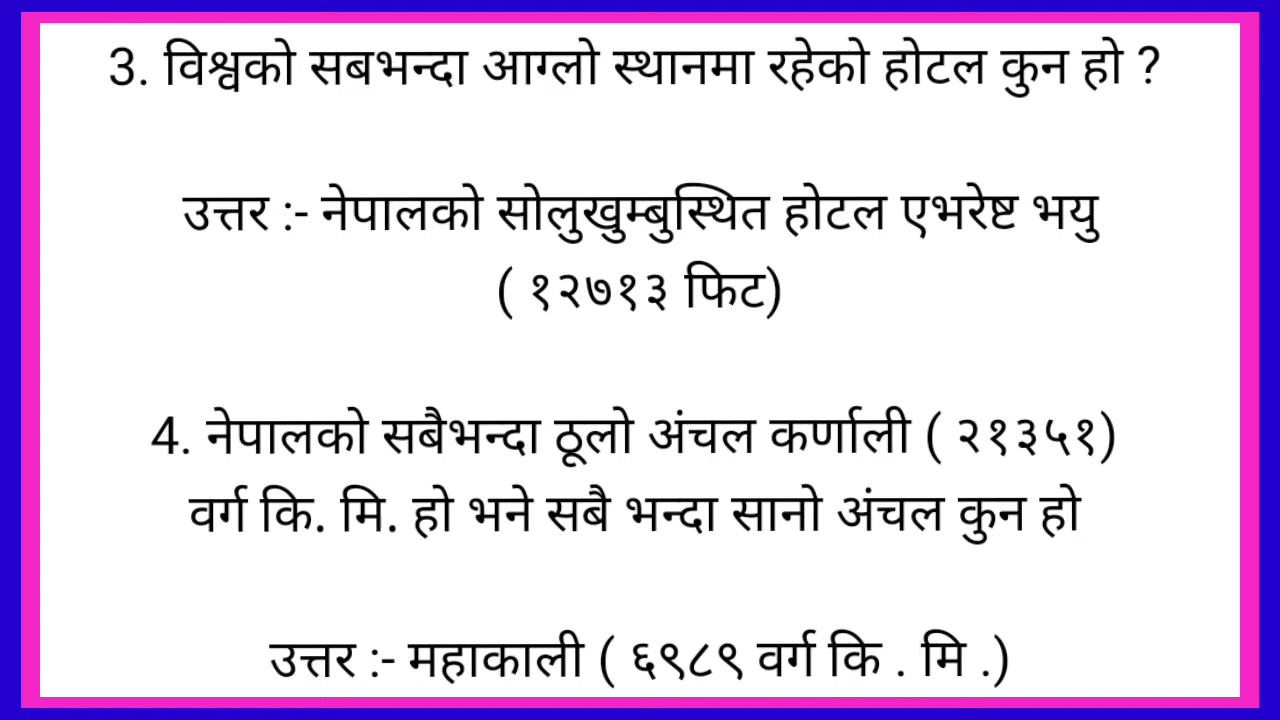 3. विश्वको सबभन्दा आग्लो स्थानमा रहेको होटल कुन हो ?
उत्तर :- नेपालको सोलुखुम्बुस्थित होटल एभरेष्ट भयु
( १२७१३ फिट)
4. नेपालको सबैभन्दा ठूलो अंचल कर्णाली ( २१३५१)
वर्ग कि. मि. हो भने सबै भन्दा सानो अंचल कुन हो
उत्तर :- महाकाली ( ६९८९ वर्ग कि . मि .)